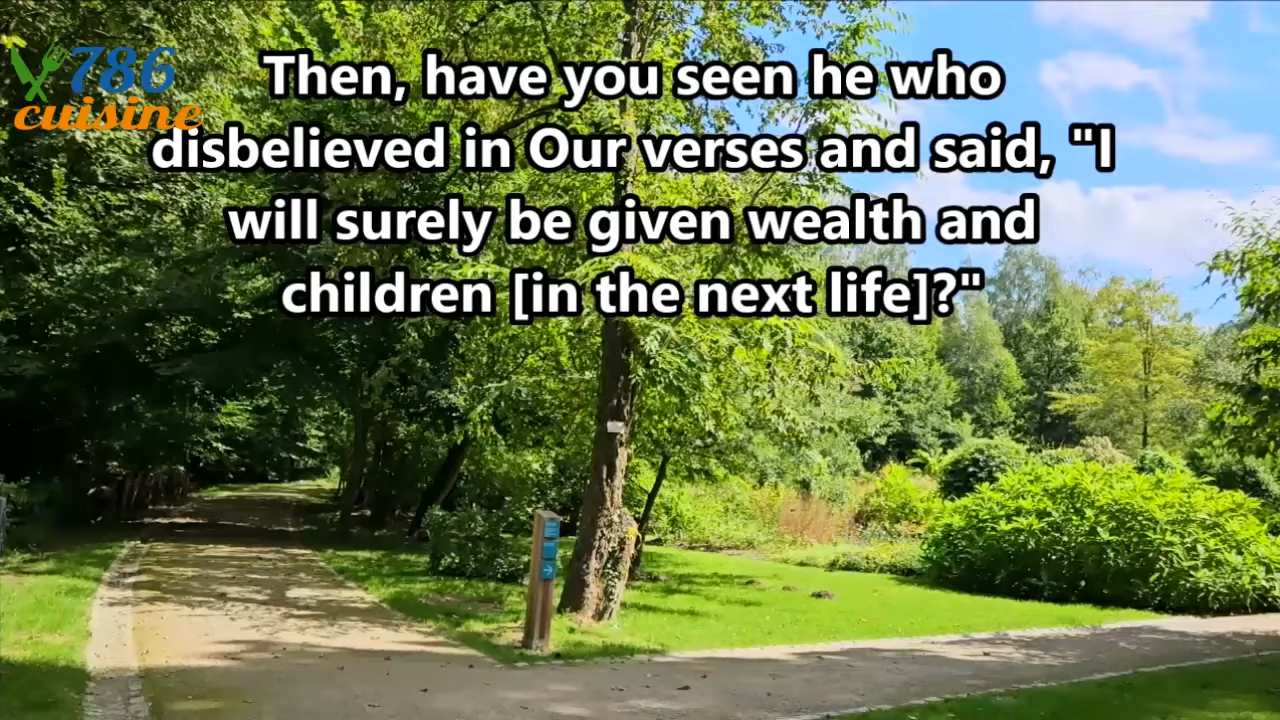 786
cuisine
Then, have you seen he who
disbelieved in Our verses and said, "I
will surely be given wealth and
children [in the next life]?"